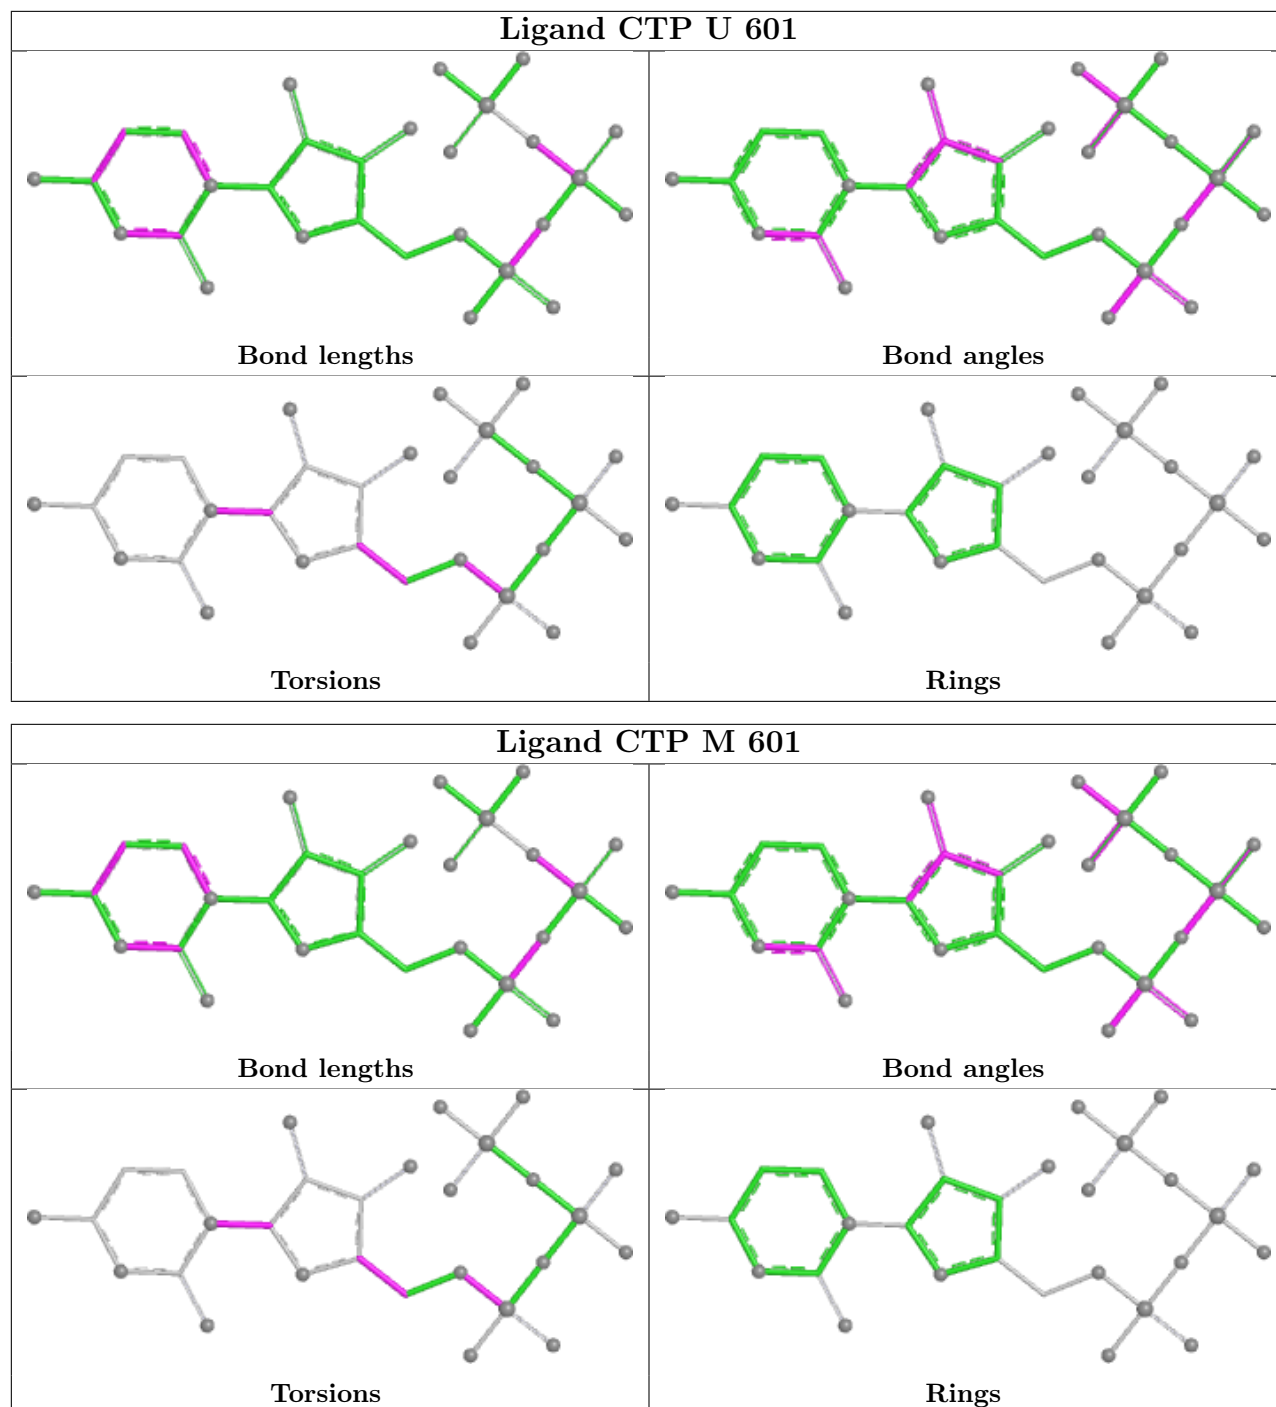 Ligand CTP U 601
Bond lengths
Bond angles
Torsions
Rings
Ligand CTP M 601
Bond lengths
Bond angles
Torsions
Rings